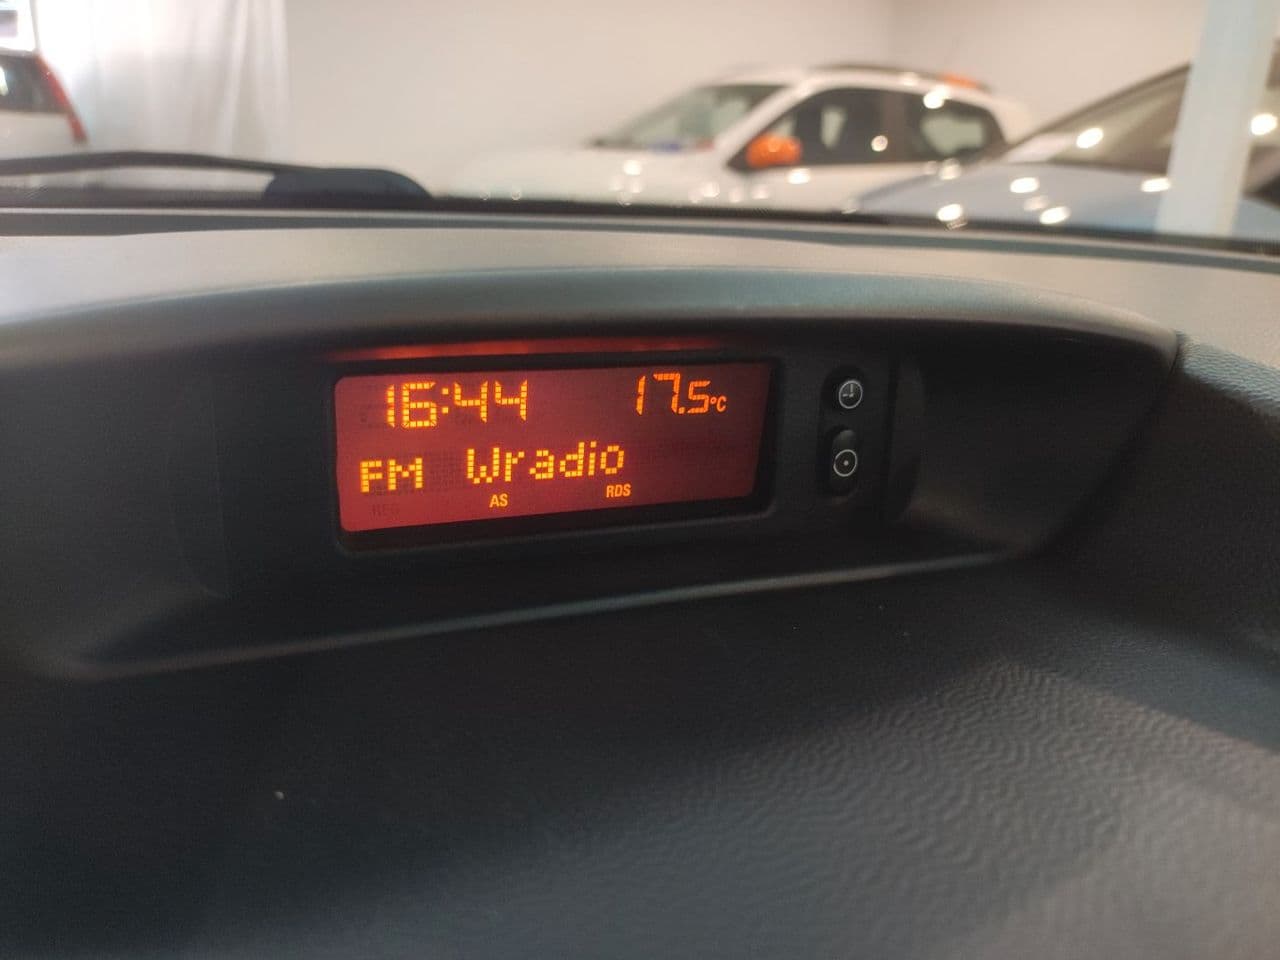 16:44 17.5°C
FM Wradio
AS RDS